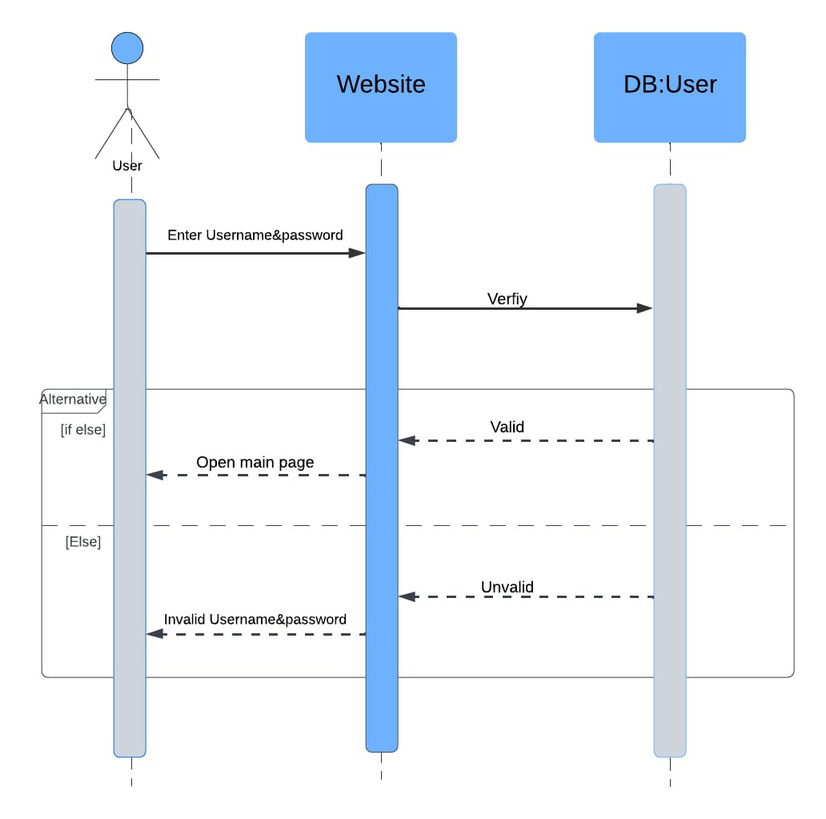 Website
DB:User
User
Enter Username&password
Verfiy
Alternative
[if else]
Valid
Open main page
[Else]
Unvalid
Invalid Username&password